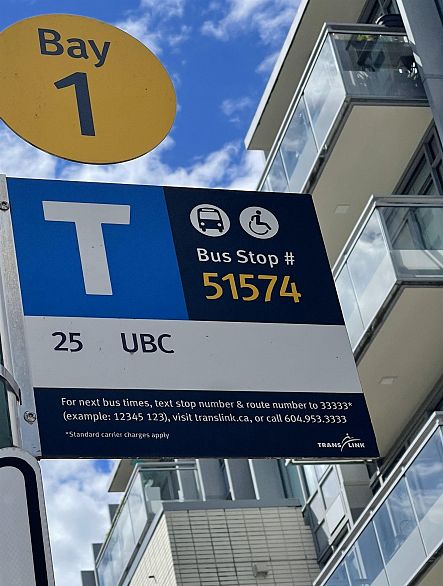 Bay
1
T
Bus Stop #
51574
25 UBC
For next bus times, text stop number & route number to 33333*
(example: 12345 123), visit translink.ca, or call 604.953.3333
*Standard carrier charges apply
TRANSLINK